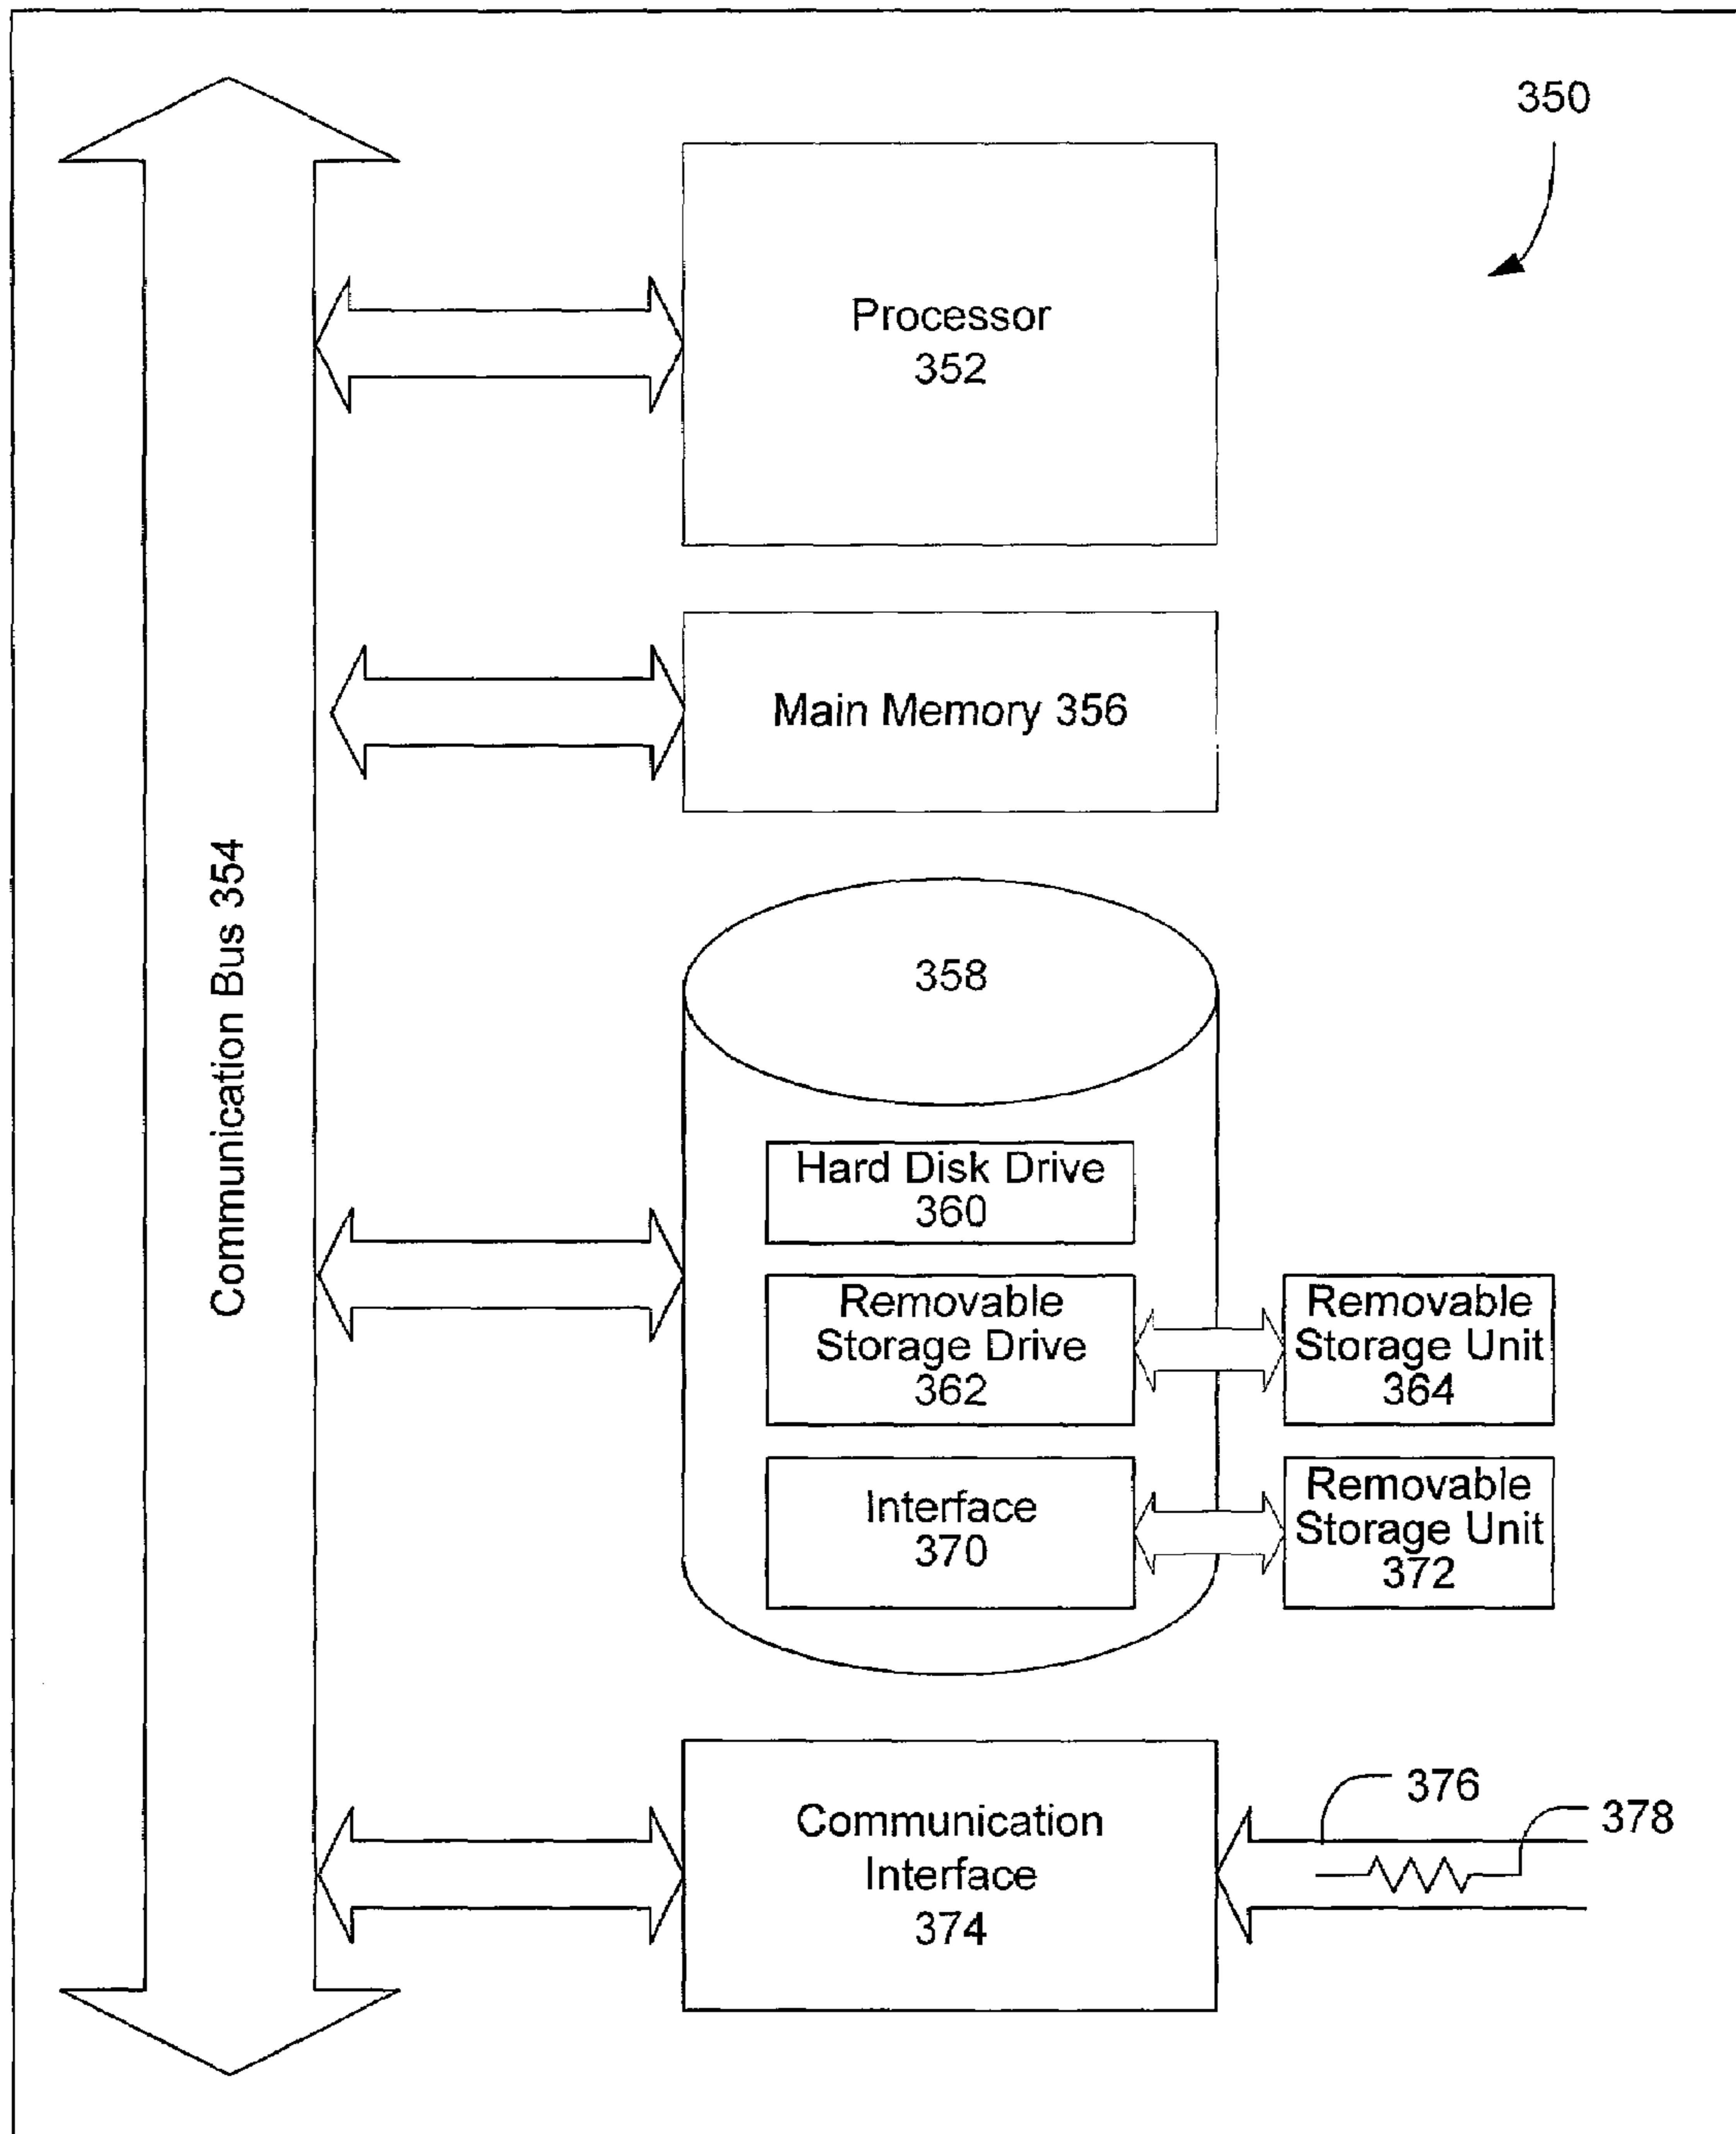 350
Processor
352
Main Memory 356
Communication Bus 354
358
Hard Disk Drive
360
Removable
Storage Drive
362
Removable
Storage Unit
364
Interface
370
Removable
Storage Unit
372
Communication
Interface
374
376
378